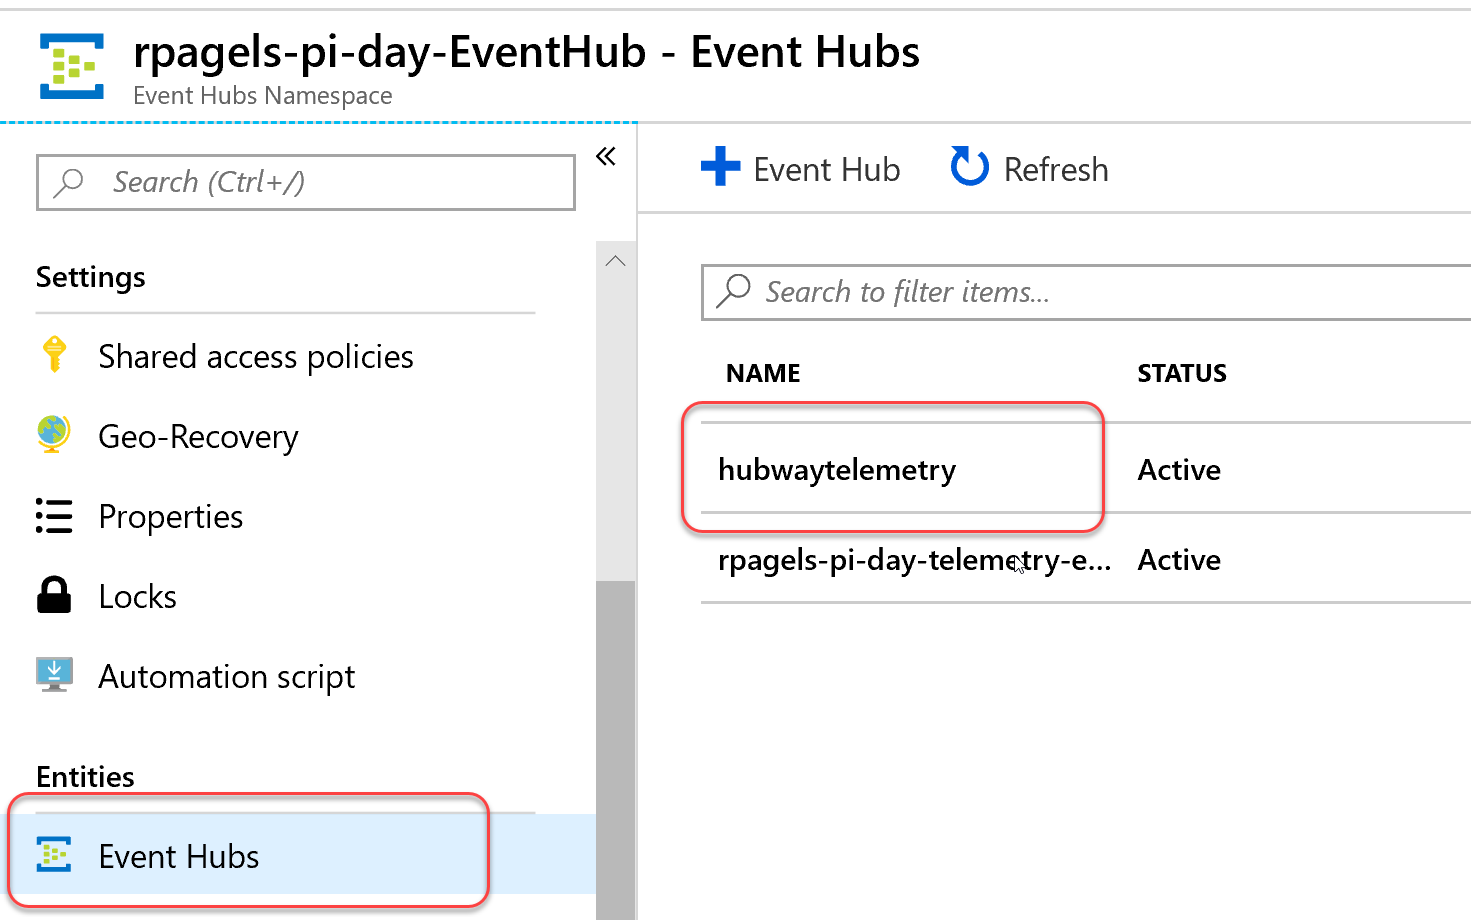 rpagels-pi-day-EventHub - Event Hubs
Event Hubs Namespace
Search (Ctrl+/)
Settings
Shared access policies
Geo-Recovery
Properties
Locks
Automation script
Entities
Event Hubs
Event Hub Refresh
Search to filter items...
NAME STATUS
hubwaytelemetry Active
rpagels-pi-day-telemetry-e... Active